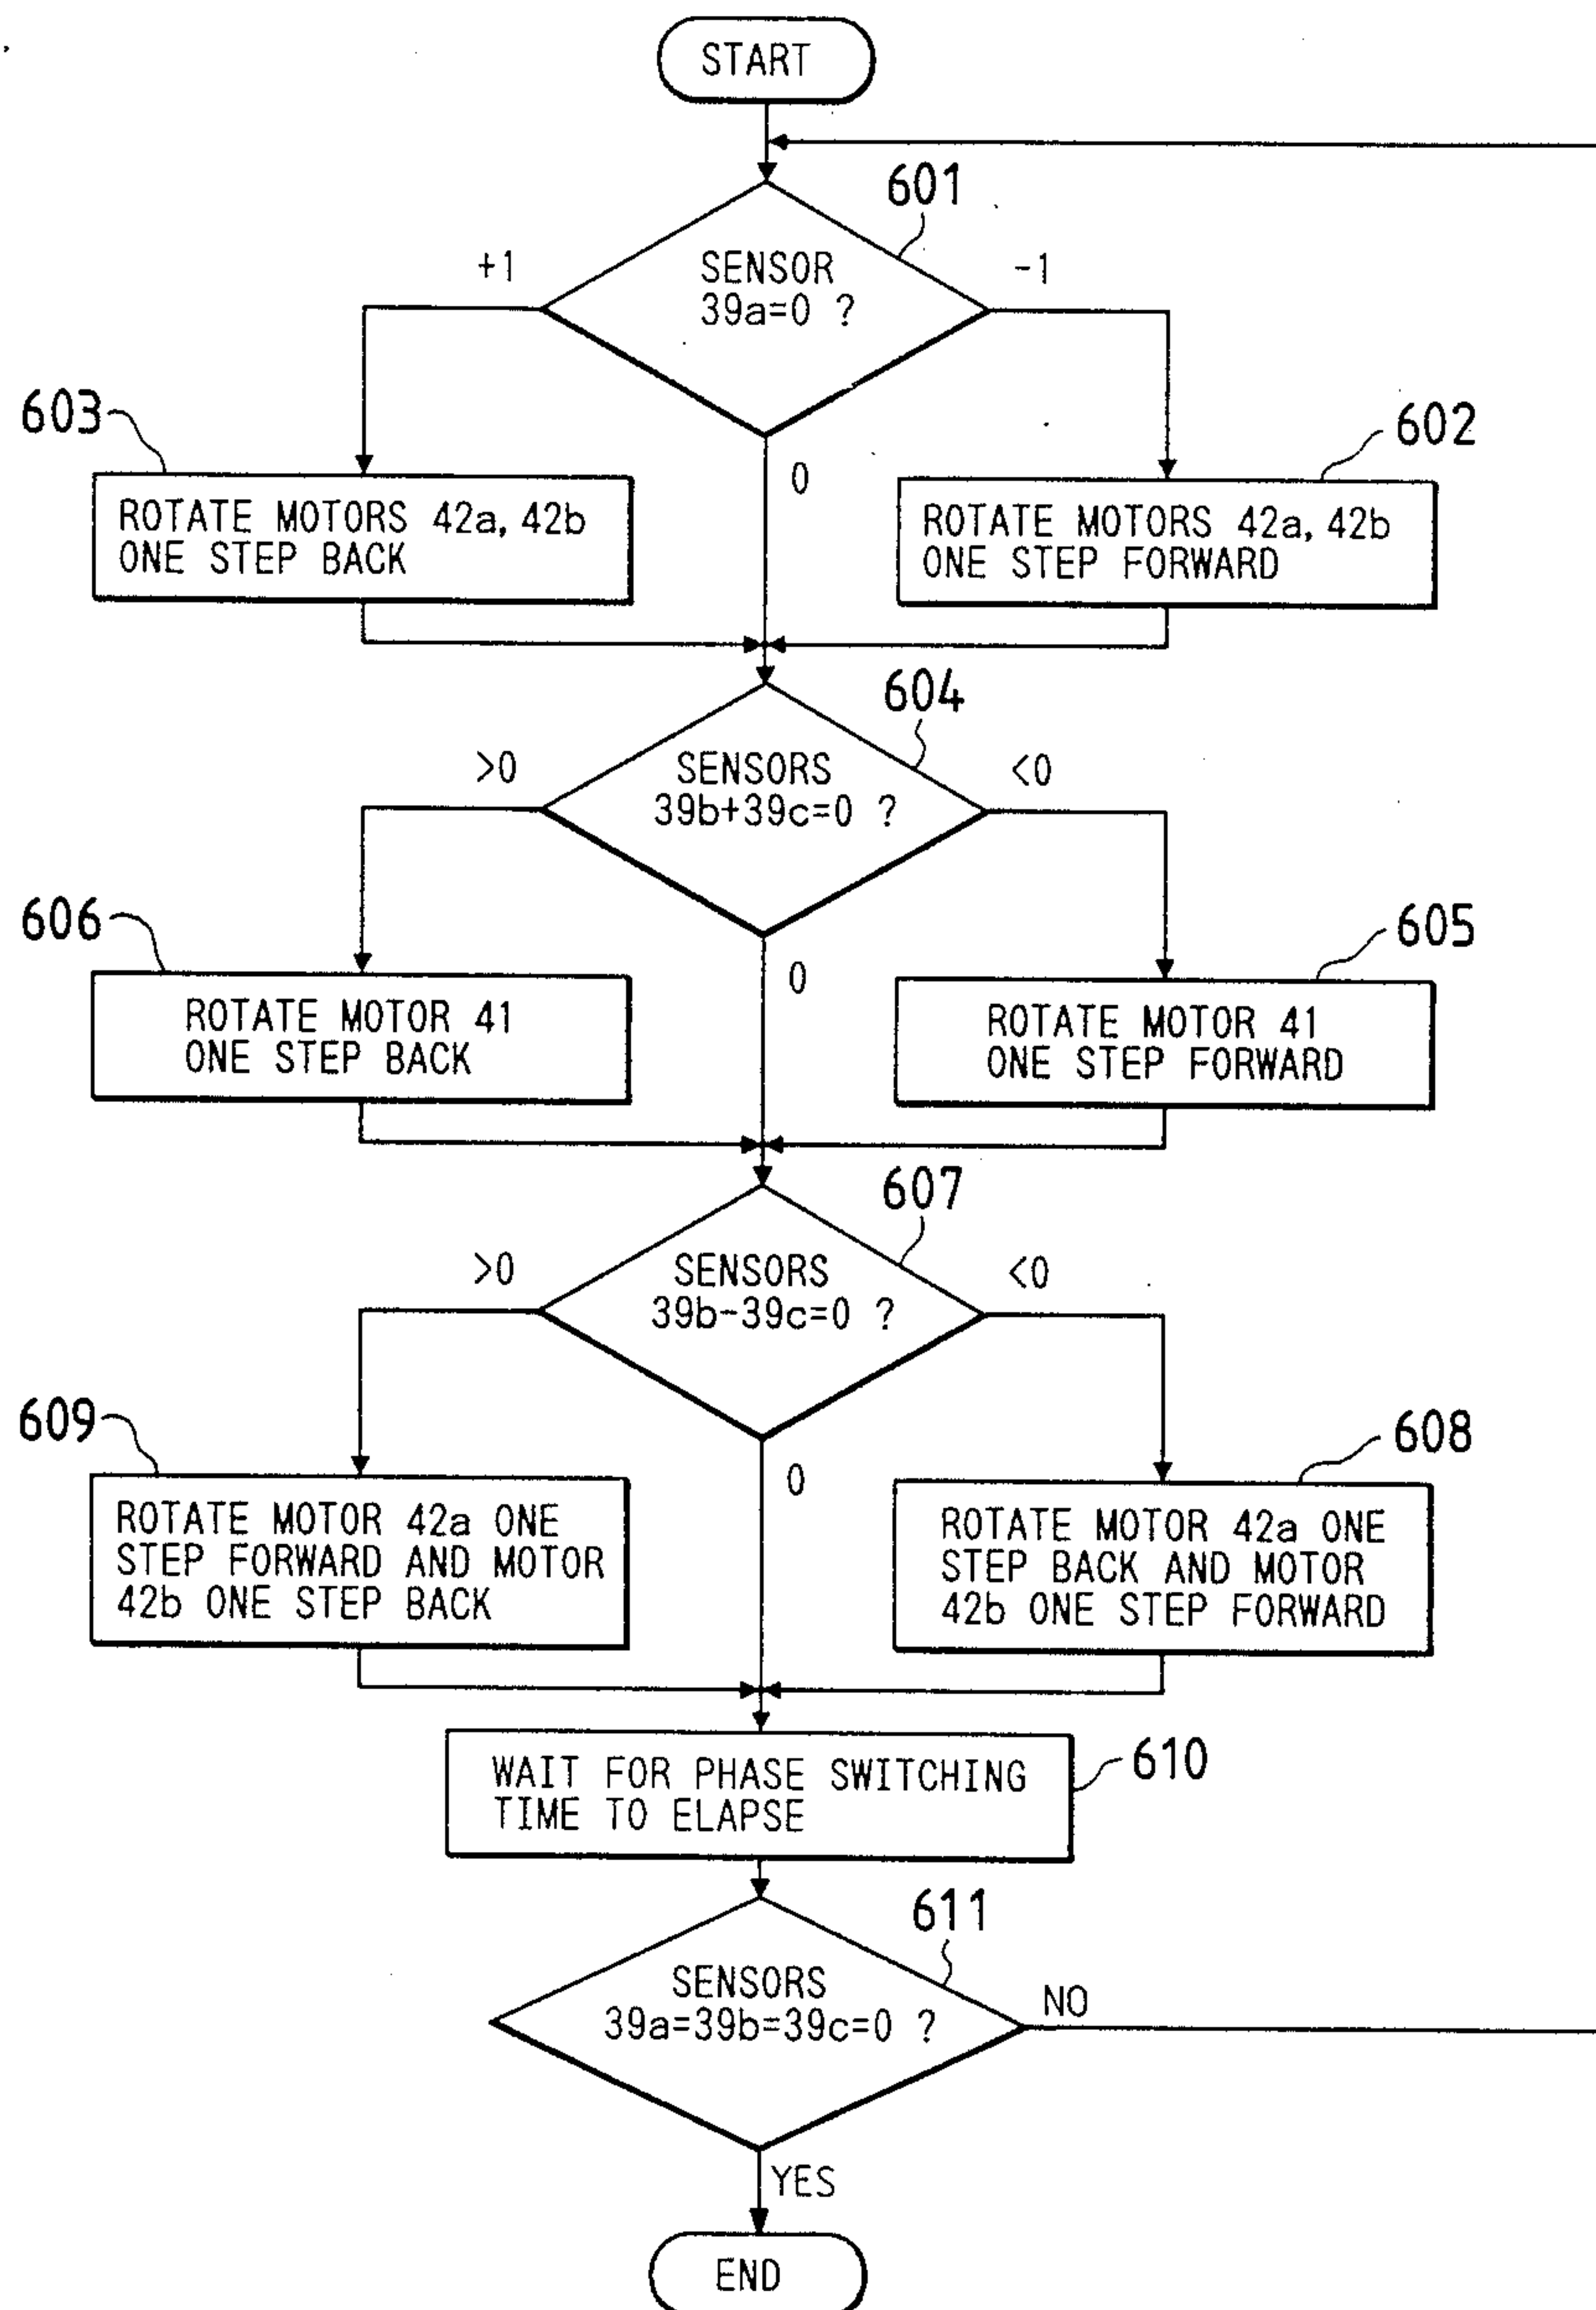 START
601
+1
SENSOR
39a=0 ?
-1
603
602
0
ROTATE MOTORS 42a, 42b
ONE STEP BACK
ROTATE MOTORS 42a, 42b
ONE STEP FORWARD
604
>0
SENSORS
39b+39c=0 ?
<0
606
605
0
ROTATE MOTOR 41
ONE STEP BACK
ROTATE MOTOR 41
ONE STEP FORWARD
607
>0
SENSORS
39b-39c=0 ?
<0
609
608
0
ROTATE MOTOR 42a ONE
STEP FORWARD AND MOTOR
42b ONE STEP BACK
ROTATE MOTOR 42a ONE
STEP BACK AND MOTOR
42b ONE STEP FORWARD
WAIT FOR PHASE SWITCHING
TIME TO ELAPSE
610
611
SENSORS
39a=39b=39c=0 ?
NO
YES
END